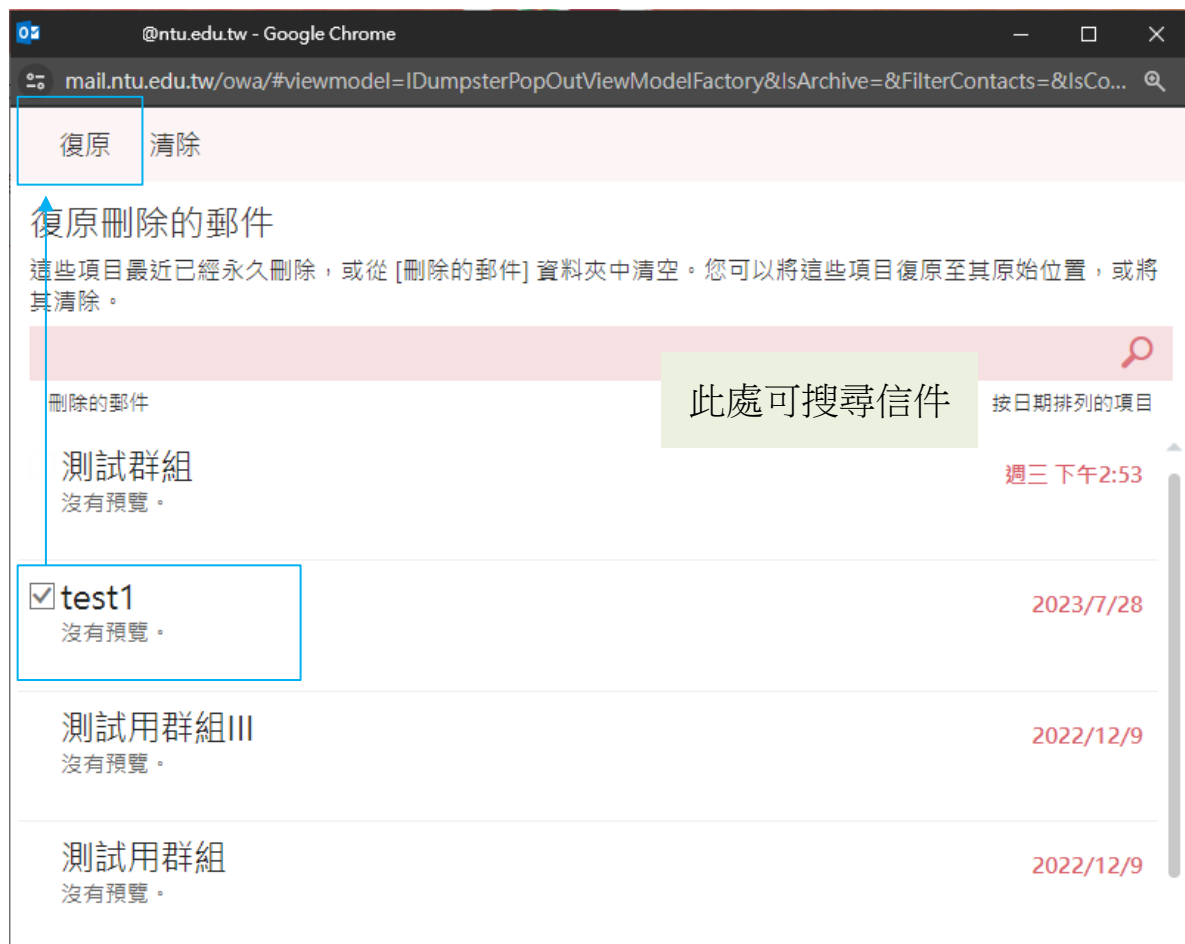 @ntu.edu.tw - Google Chrome
mail.ntu.edu.tw/owa/#viewmodel=IDumpsterPopOutViewModelFactory&IsArchive=&FilterContacts=&IsCo...
復原 清除
復原刪除的郵件
這些項目最近已經永久刪除，或從 [刪除的郵件] 資料夾中清空。您可以將這些項目復原至其原始位置，或將
其清除。
此處可搜尋信件
刪除的郵件 按日期排列的項目
測試群組 週三 下午2:53
沒有預覽。
test1 2023/7/28
沒有預覽。
測試用群組III 2022/12/9
沒有預覽。
測試用群組 2022/12/9
沒有預覽。